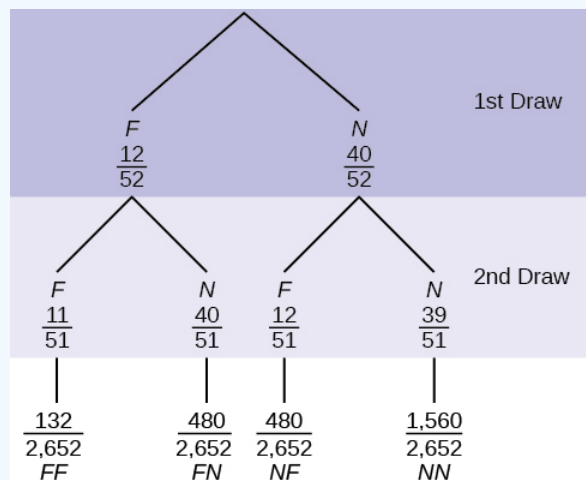 1st Draw
F N
12 40
52 52
2nd Draw
F N F N
11 40 12 39
51 51 51 51
132 480 480 1,560
2,652 2,652 2,652 2,652
FF FN NF NN